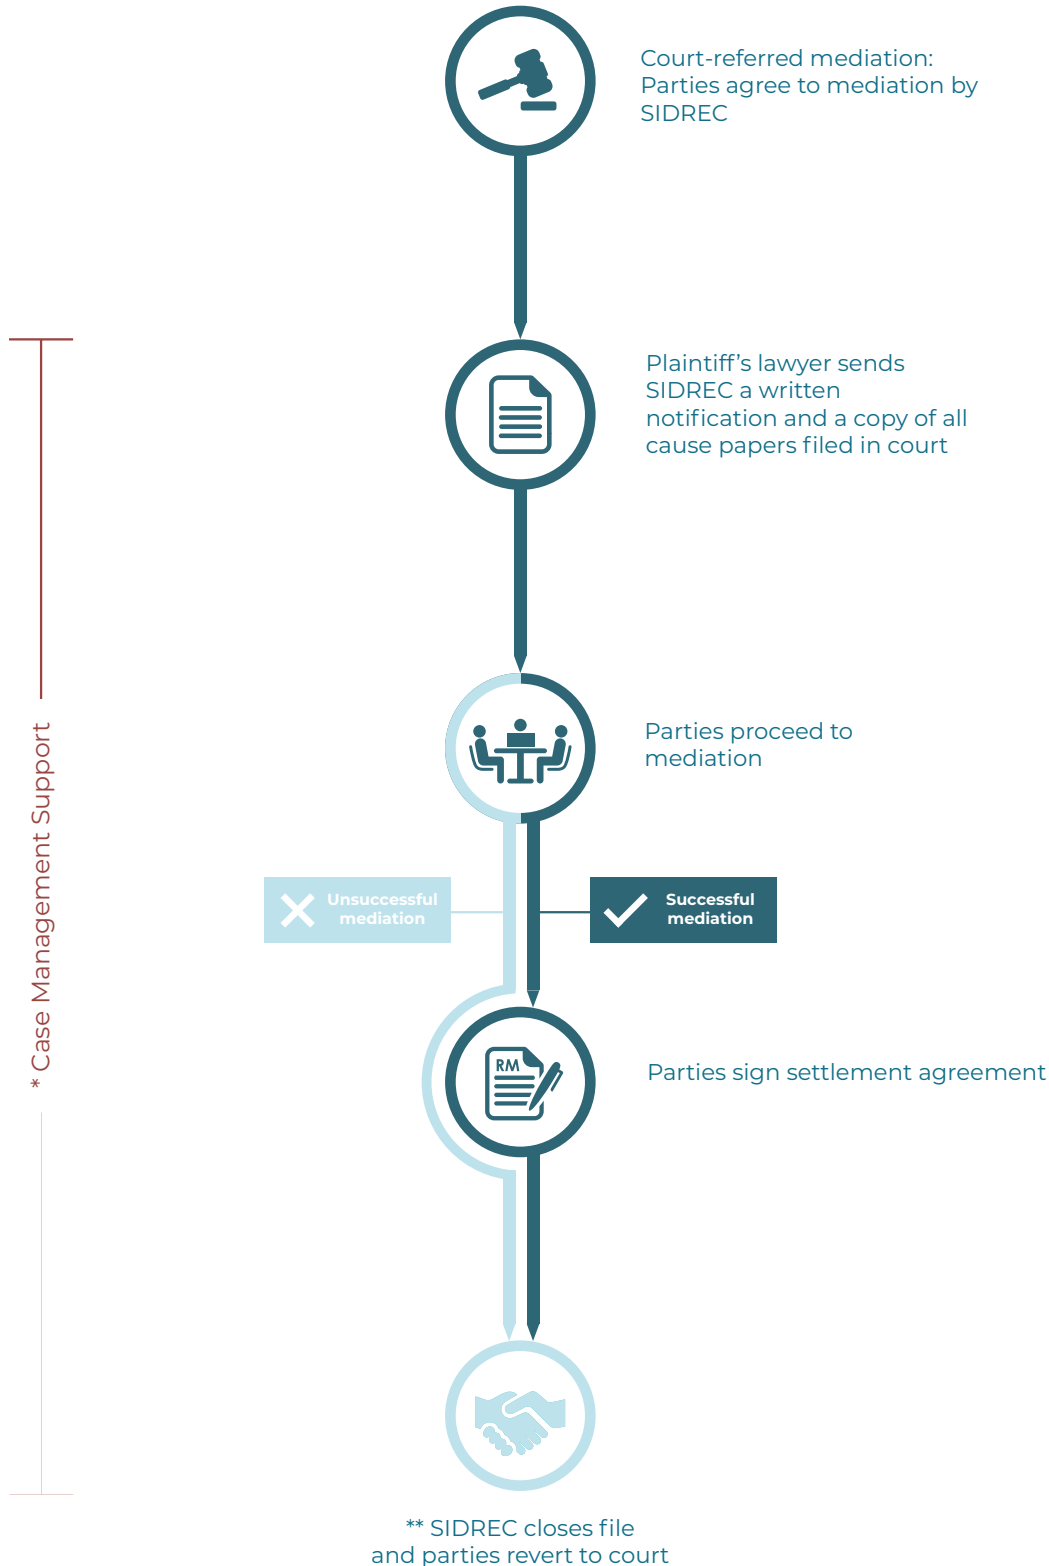 Court-referred mediation:
Parties agree to mediation by
SIDREC
Plaintiff’s lawyer sends
SIDREC a written
notification and a copy of all
cause papers filed in court
Parties proceed to
mediation
* Case Management Support
Unsuccessful
mediation
Successful
mediation
RM
Parties sign settlement agreement
** SIDREC closes file
and parties revert to court